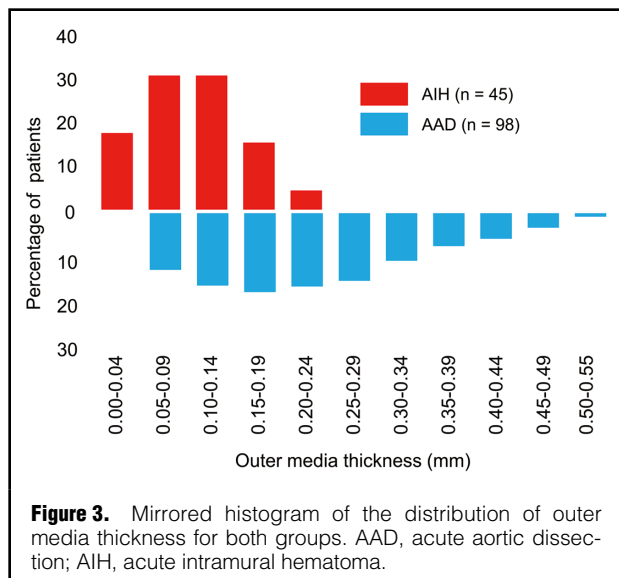 40
30
20
10
0
10
20
30
Percentage of patients
AIH (n = 45)
AAD (n = 98)
0.00-0.04
0.05-0.09
0.10-0.14
0.15-0.19
0.20-0.24
0.25-0.29
0.30-0.34
0.35-0.39
0.40-0.44
0.45-0.49
0.50-0.55
Outer media thickness (mm)
Figure 3. Mirrored histogram of the distribution of outer
media thickness for both groups. AAD, acute aortic dissec-
tion; AIH, acute intramural hematoma.